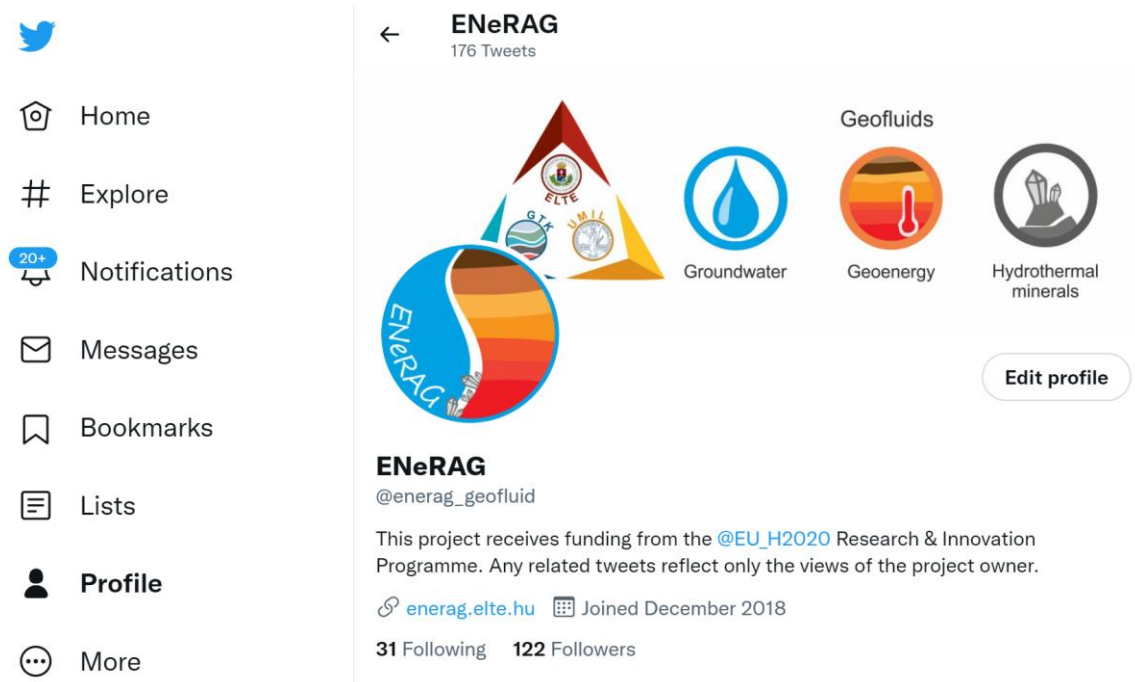 ENeRAG
176 Tweets
Home
Explore
20+
Notifications
Messages
Bookmarks
Lists
Profile
More
ELTE
GTK
UMIL
Geofluids
Groundwater
Geoenergy
Hydrothermal
minerals
ENeRAG
Edit profile
ENeRAG
@enerag_geofluid
This project receives funding from the @EU_H2020 Research & Innovation
Programme. Any related tweets reflect only the views of the project owner.
enerag.elte.hu Joined December 2018
31 Following 122 Followers